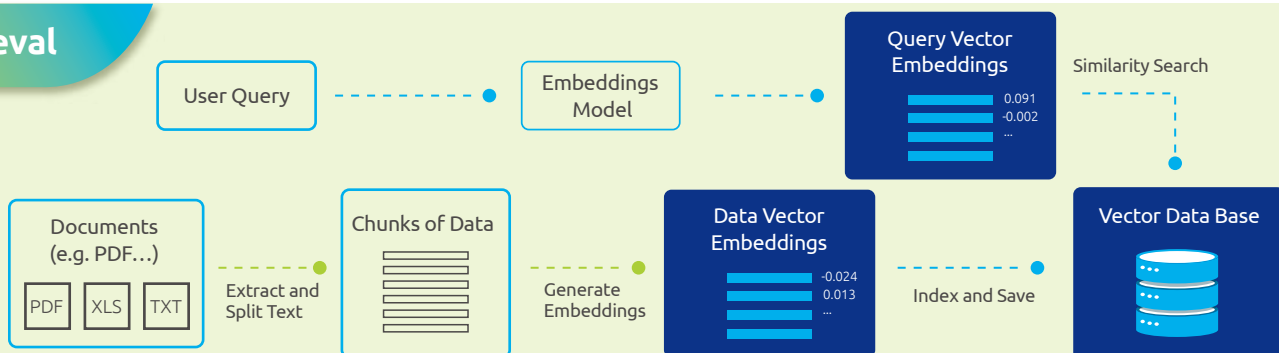 eval
User Query
Embeddings
Model
Query Vector
Embeddings
0.091
-0.002
...
Similarity Search
Documents
(e.g. PDF...)
PDF
XLS
TXT
Extract and
Split Text
Chunks of Data
Generate
Embeddings
Data Vector
Embeddings
-0.024
0.013
...
Index and Save
Vector Data Base